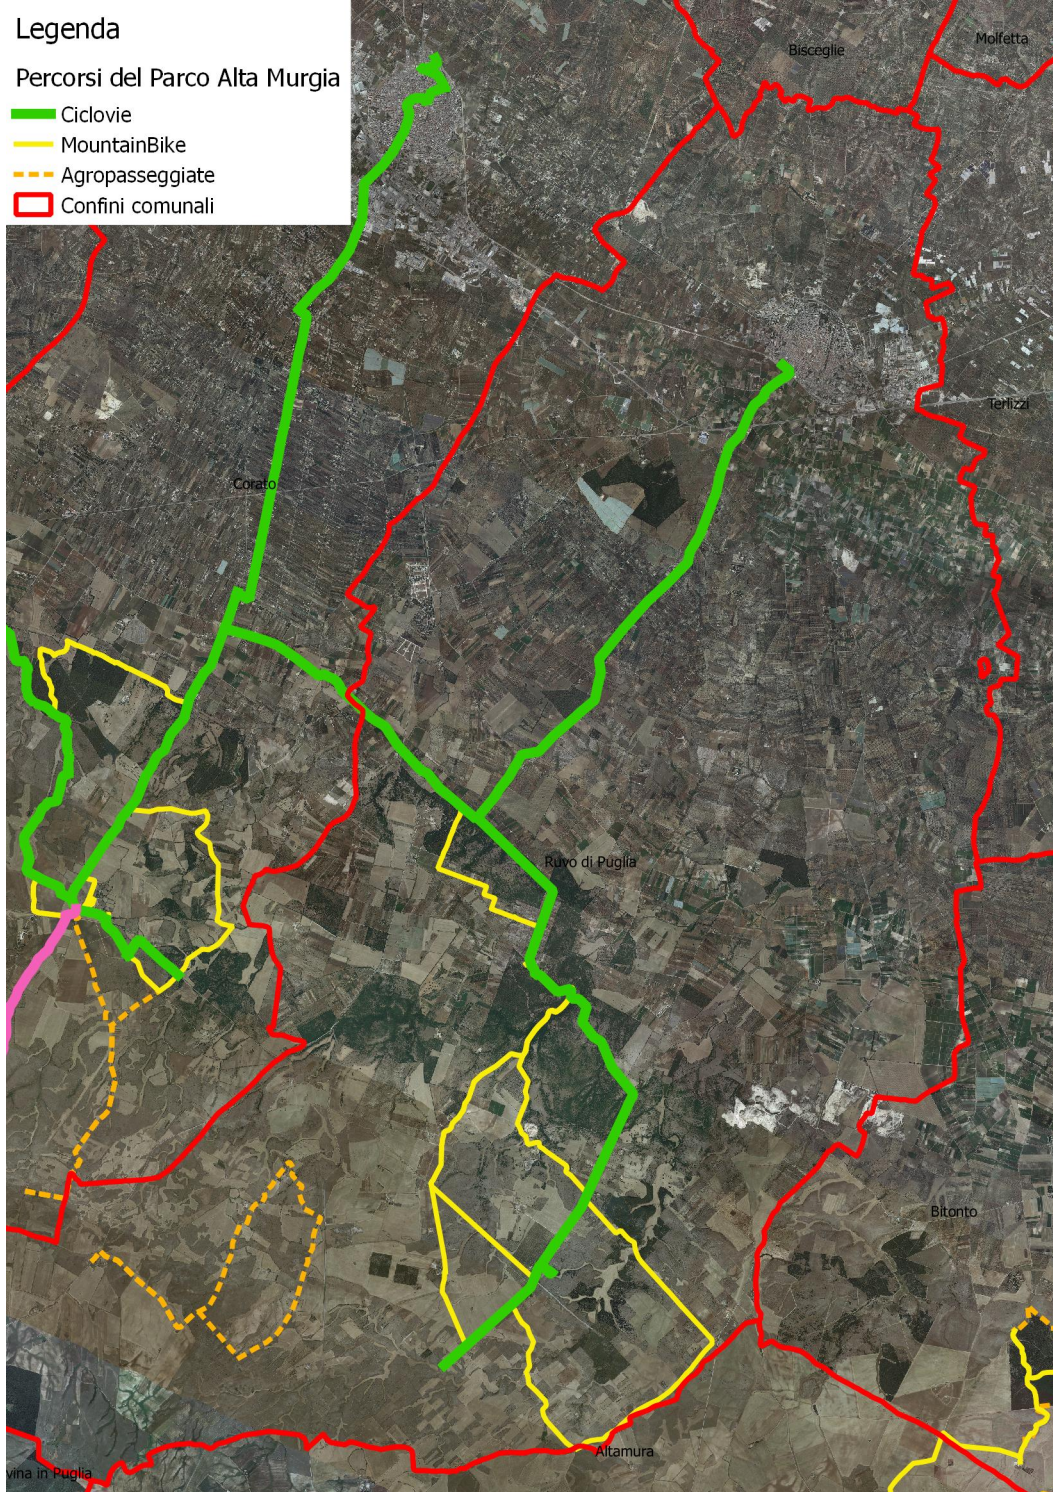 Legenda
Percorsi del Parco Alta Murgia
Ciclovie
MountainBike
Agropasseggiate
Confini comunali
Bisceglie
Molfetta
Terlizzi
Corato
Ruvo di Puglia
Bitonto
Altamura
vina in Puglia